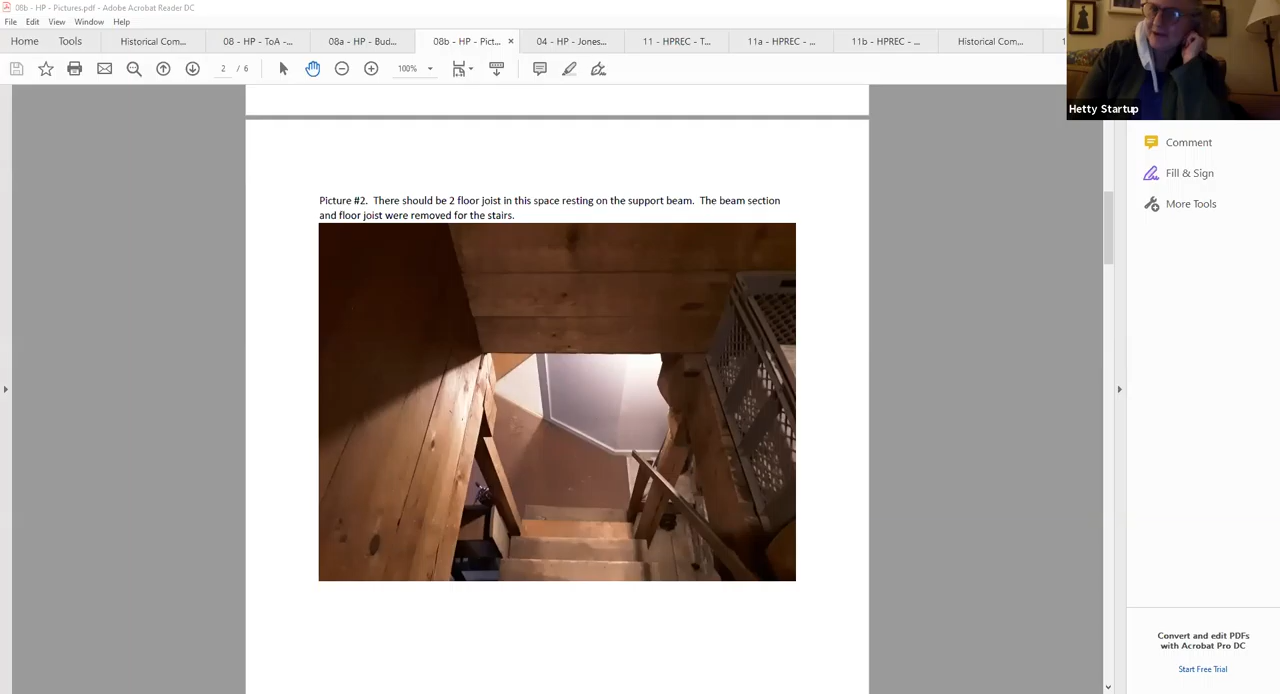 08b - HP - Pictures.pdf - Adobe Acrobat Reader DC
File Edit View Window Help
Home Tools Historical Com... 08 - HP - ToA -... 08a - HP - Bud... 08b - HP - Pict... × 04 - HP - Jones... 11 - HPREC - T... 11a - HPREC - ... 11b - HPREC - ... Historical Com... 1
2 / 6 100%
Hetty Startup
Comment
Fill & Sign
More Tools
Picture #2. There should be 2 floor joist in this space resting on the support beam. The beam section
and floor joist were removed for the stairs.
Convert and edit PDFs
with Acrobat Pro DC
Start Free Trial